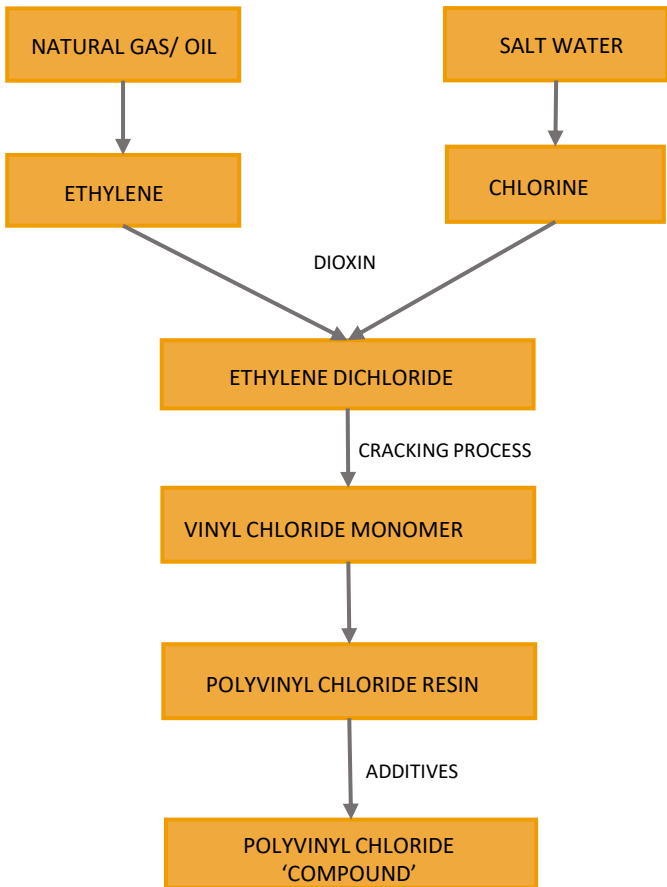 NATURAL GAS/ OIL
SALT WATER
ETHYLENE
CHLORINE
DIOXIN
ETHYLENE DICHLORIDE
CRACKING PROCESS
VINYL CHLORIDE MONOMER
POLYVINYL CHLORIDE RESIN
ADDITIVES
POLYVINYL CHLORIDE
‘COMPOUND’